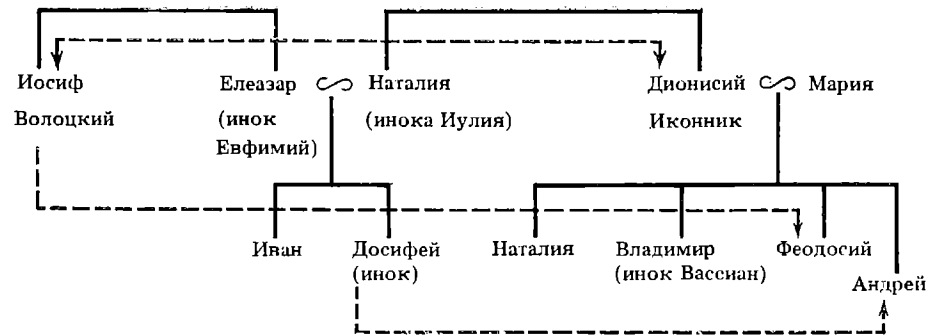 Иосиф Елеазар Наталия Дионисий Мария
Волоцкий (инок (инока Иулия) Иконник
Евфимий)
Иван Досифей Наталия Владимир Феодосий
(инок) (инок Вассиан)
Андрей